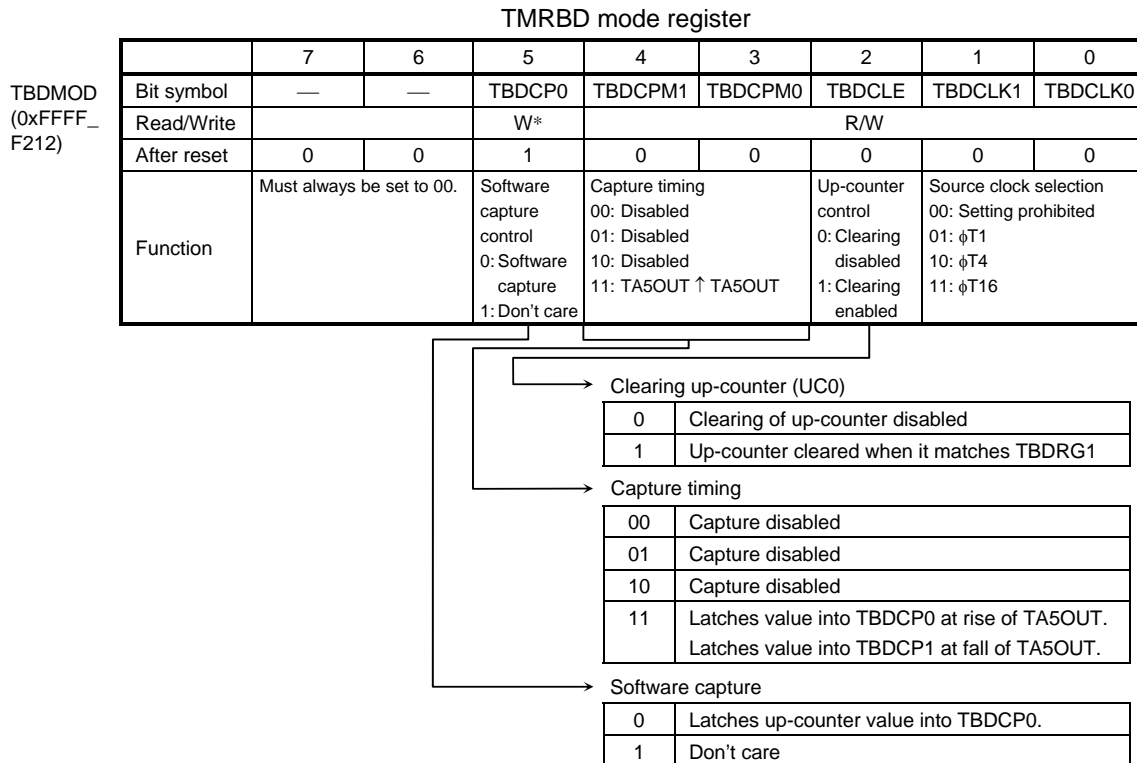 TMRBD mode register
TBDMOD
(0xFFFF_
F212)
7 6 5 4 3 2 1 0
Bit symbol — — TBDCP0 TBDCPM1 TBDCPM0 TBDCLE TBDCLK1 TBDCLK0
Read/Write W* R/W
After reset 0 0 1 0 0 0 0 0
Function
Must always be set to 00.
Software
capture
control
0: Software
capture
1: Don't care
Capture timing
00: Disabled
01: Disabled
10: Disabled
11: TA5OUT ↑ TA5OUT
Up-counter
control
0: Clearing
disabled
1: Clearing
enabled
Source clock selection
00: Setting prohibited
01: ϕT1
10: ϕT4
11: ϕT16
Clearing up-counter (UC0)
0 Clearing of up-counter disabled
1 Up-counter cleared when it matches TBDRG1
Capture timing
00 Capture disabled
01 Capture disabled
10 Capture disabled
11 Latches value into TBDCP0 at rise of TA5OUT.
Latches value into TBDCP1 at fall of TA5OUT.
Software capture
0 Latches up-counter value into TBDCP0.
1 Don't care